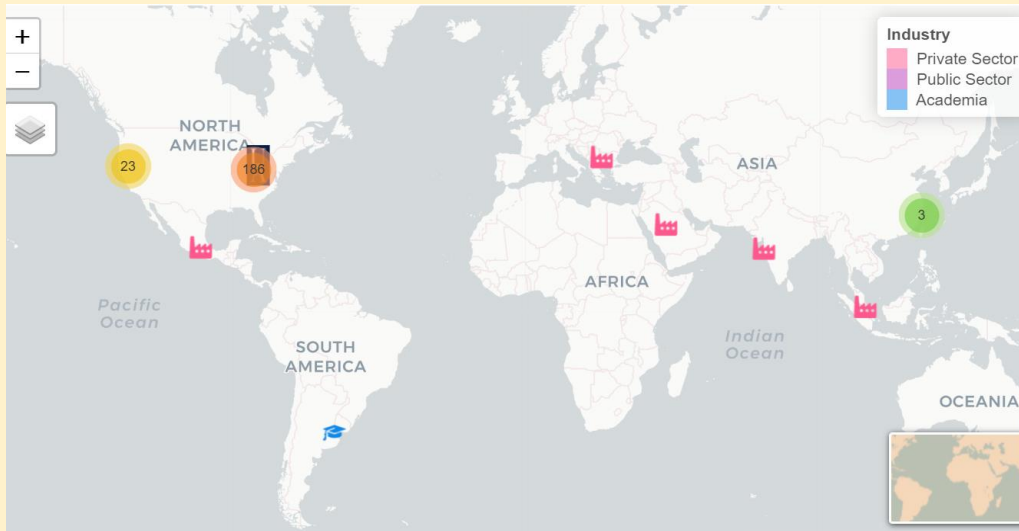 +
−
Industry
Private Sector
Public Sector
Academia
NORTH
AMERICA
23
186
ASIA
3
AFRICA
Pacific
Ocean
Indian
Ocean
SOUTH
AMERICA
OCEANIA